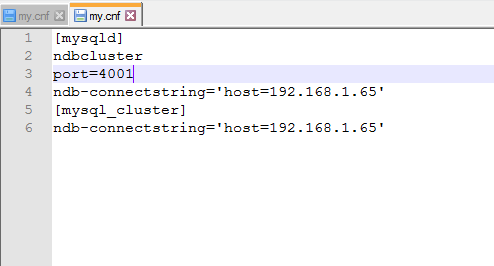 my.cnf my.cnf
1 [mysqld]
2 ndbcluster
3 port=4001
4 ndb-connectstring='host=192.168.1.65'
5 [mysql_cluster]
6 ndb-connectstring='host=192.168.1.65'